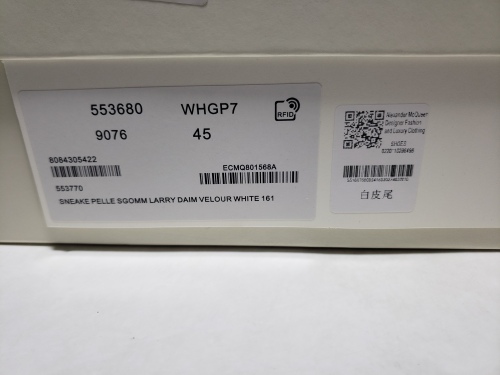 553680 WHGP7 RFID
9076 45
8084305422
ECMQ801568A
553770
SNEAKE PELLE SGOMM LARRY DAIM VELOUR WHITE 161
Alexander McQueen
Designer Fashion
and Luxury Clothing
SHOES
白皮尾